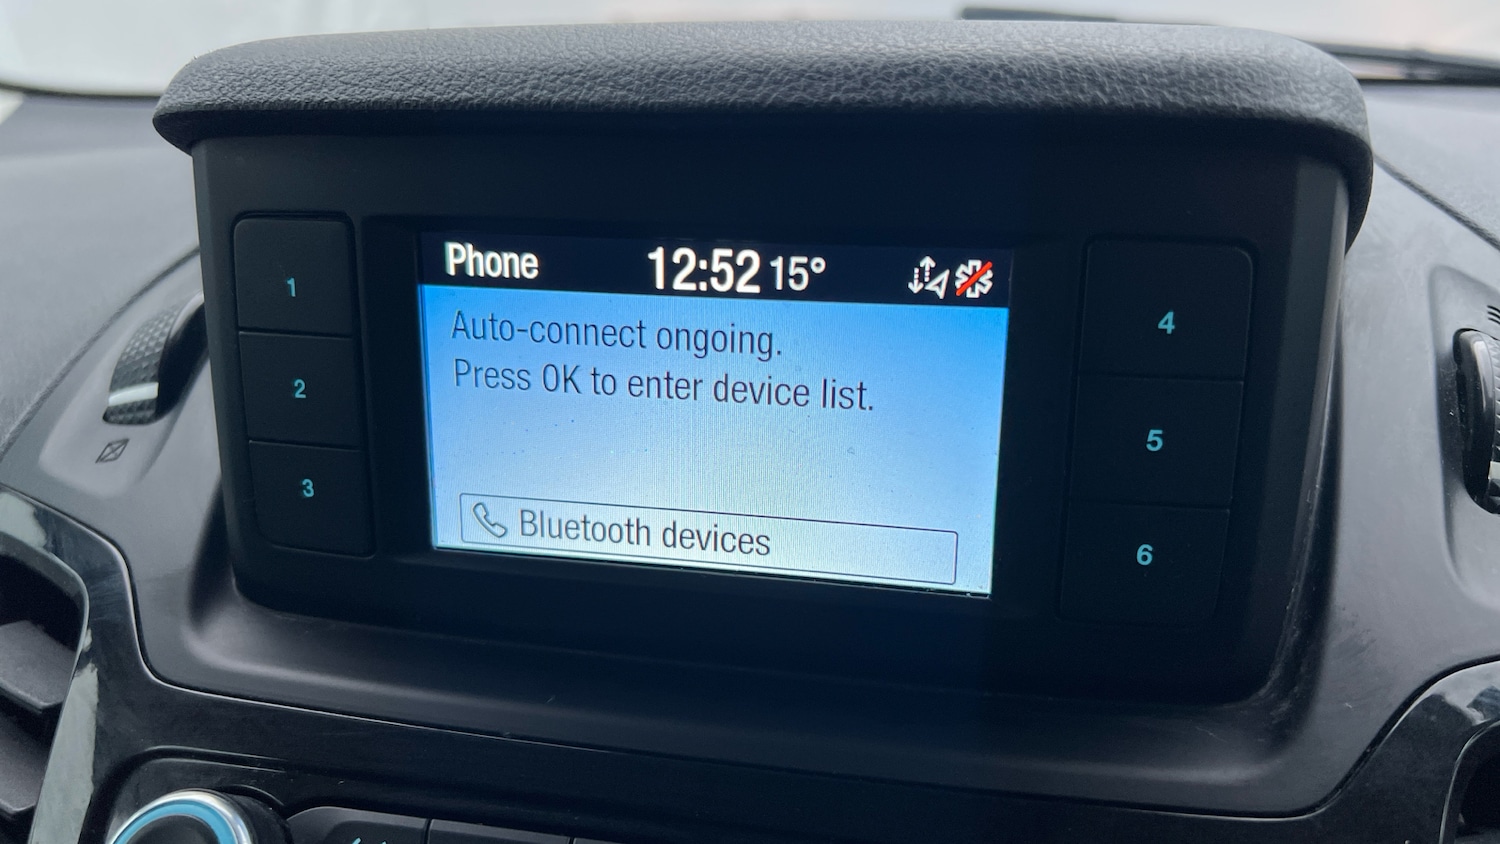 Phone 12:52 15°
Auto-connect ongoing.
Press OK to enter device list.
Bluetooth devices
1
2
3
4
5
6